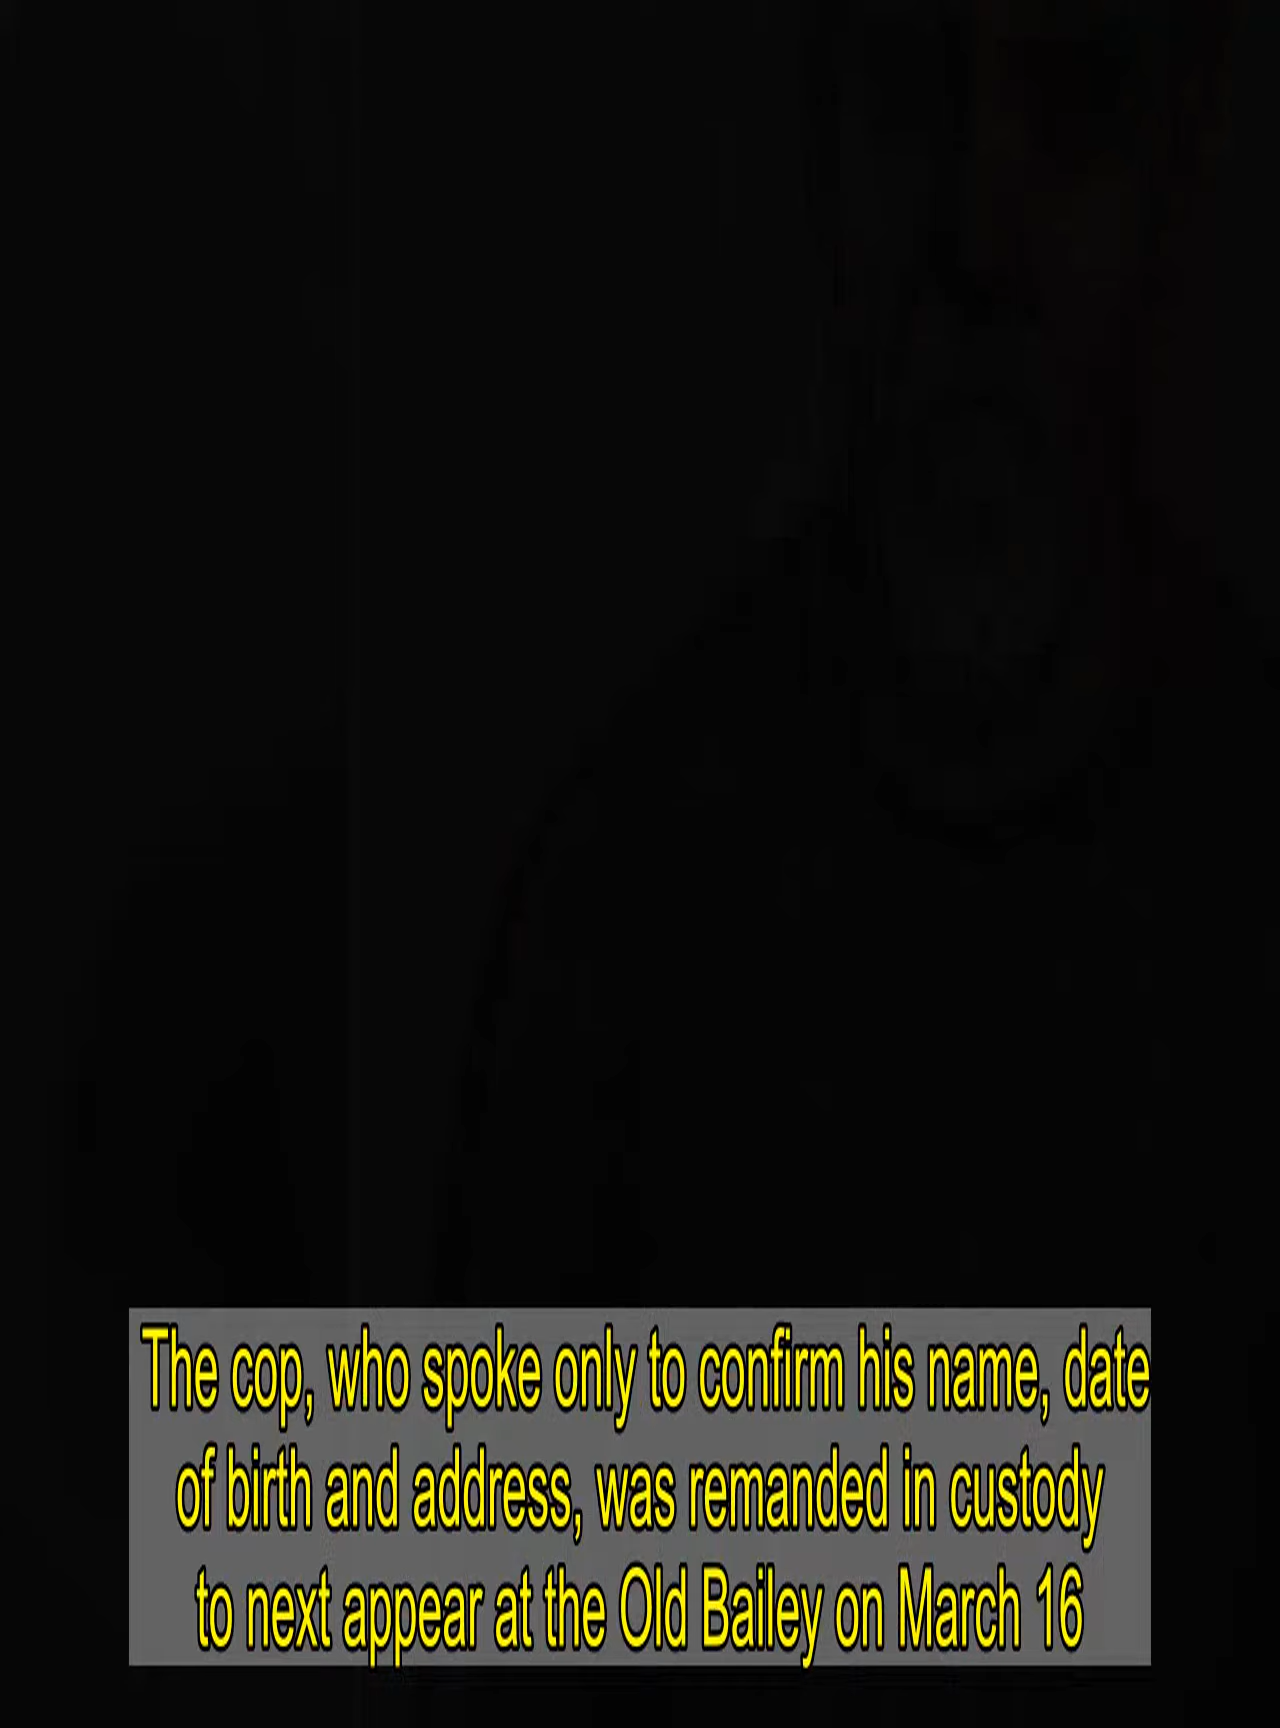 The cop, who spoke only to confirm his name, date
of birth and address, was remanded in custody
to next appear at the Old Bailey on March 16